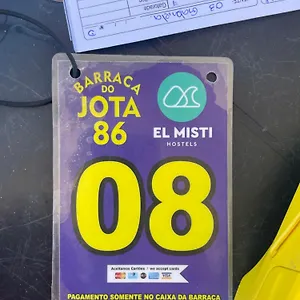 BARRACA
DO
JOTA
86
EL MISTI
HOSTELS
08
Aceitamos Cartões / we accept cards
PAGAMENTO SOMENTE NO CAIXA DA BARRACA